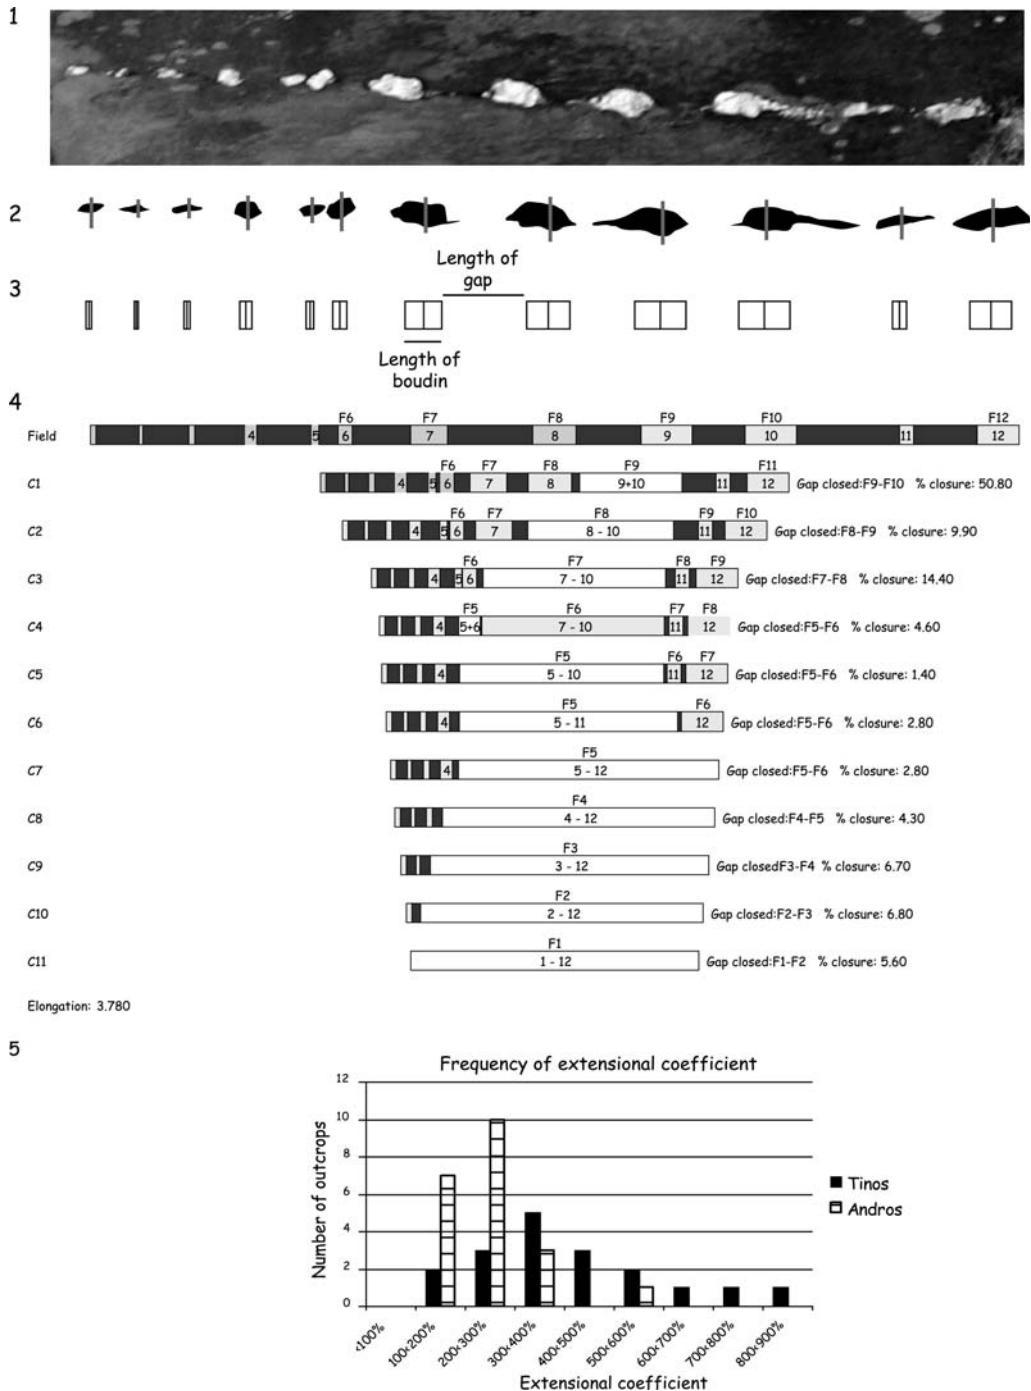 1
2
Length of
gap
3
Length of
boudin
4
F6 F7 F8 F9 F10 F12
Field 4 5 6 7 8 9 10 11 12
F6 F7 F8 F9 F11
C1 4 5 6 7 8 9+10 11 12 Gap closed:F9-F10 % closure: 50.80
F6 F7 F8 F9 F10
C2 4 5 6 7 8 - 10 11 12 Gap closed:F8-F9 % closure: 9.90
F6 F7 F8 F9
C3 4 5 6 7 - 10 11 12 Gap closed:F7-F8 % closure: 14.40
F5 F6 F7 F8
C4 4 5+6 7 - 10 11 12 Gap closed:F5-F6 % closure: 4.60
F5 F6 F7
C5 4 5 - 10 11 12 Gap closed:F5-F6 % closure: 1.40
F5 F6
C6 4 5 - 11 12 Gap closed:F5-F6 % closure: 2.80
F5
C7 4 5 - 12 Gap closed:F5-F6 % closure: 2.80
F4
C8 4 - 12 Gap closed:F4-F5 % closure: 4.30
F3
C9 3 - 12 Gap closedF3-F4 % closure: 6.70
F2
C10 2 - 12 Gap closed:F2-F3 % closure: 6.80
F1
C11 1 - 12 Gap closed:F1-F2 % closure: 5.60
Elongation: 3.780
5
Frequency of extensional coefficient
12
10
8
6
4
2
0
Number of outcrops
Tinos
Andros
<100%
100<200%
200<300%
300<400%
400<500%
500<600%
600<700%
700<800%
800<900%
Extensional coefficient